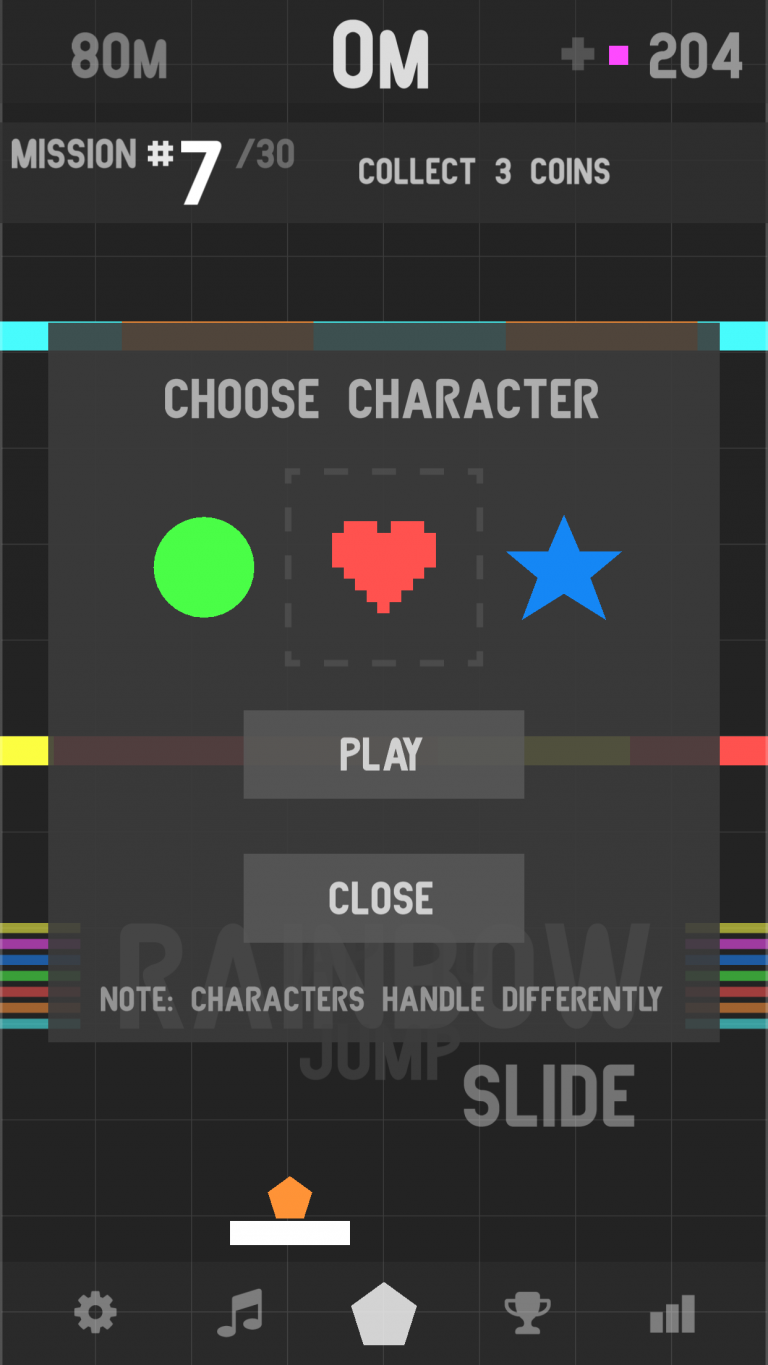 80M 0M 204
MISSION #7 /30 COLLECT 3 COINS
CHOOSE CHARACTER
PLAY
CLOSE
RAINBOW
NOTE: CHARACTERS HANDLE DIFFERENTLY
JUMP
SLIDE